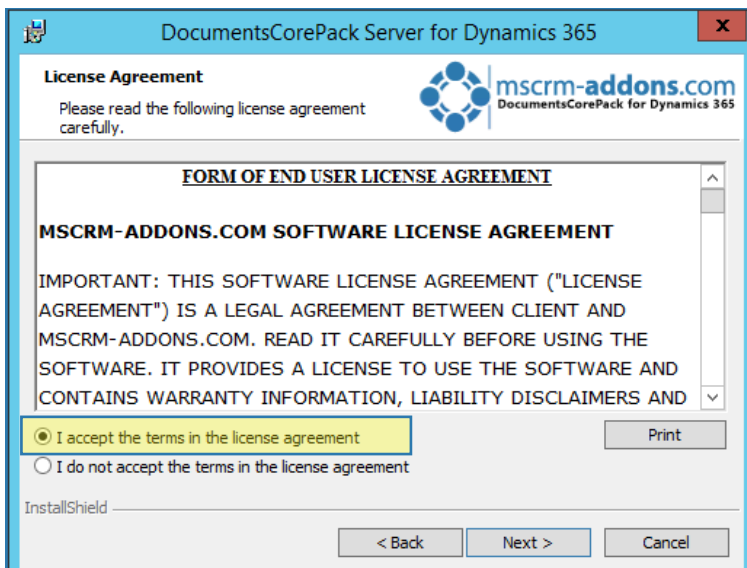 DocumentsCorePack Server for Dynamics 365
x
License Agreement
Please read the following license agreement
carefully.
mscrm-addons.com
DocumentsCorePack for Dynamics 365
FORM OF END USER LICENSE AGREEMENT
MSCRM-ADDONS.COM SOFTWARE LICENSE AGREEMENT
IMPORTANT: THIS SOFTWARE LICENSE AGREEMENT ("LICENSE
AGREEMENT") IS A LEGAL AGREEMENT BETWEEN CLIENT AND
MSCRM-ADDONS.COM. READ IT CAREFULLY BEFORE USING THE
SOFTWARE. IT PROVIDES A LICENSE TO USE THE SOFTWARE AND
CONTAINS WARRANTY INFORMATION, LIABILITY DISCLAIMERS AND
I accept the terms in the license agreement
Print
I do not accept the terms in the license agreement
InstallShield
< Back
Next >
Cancel